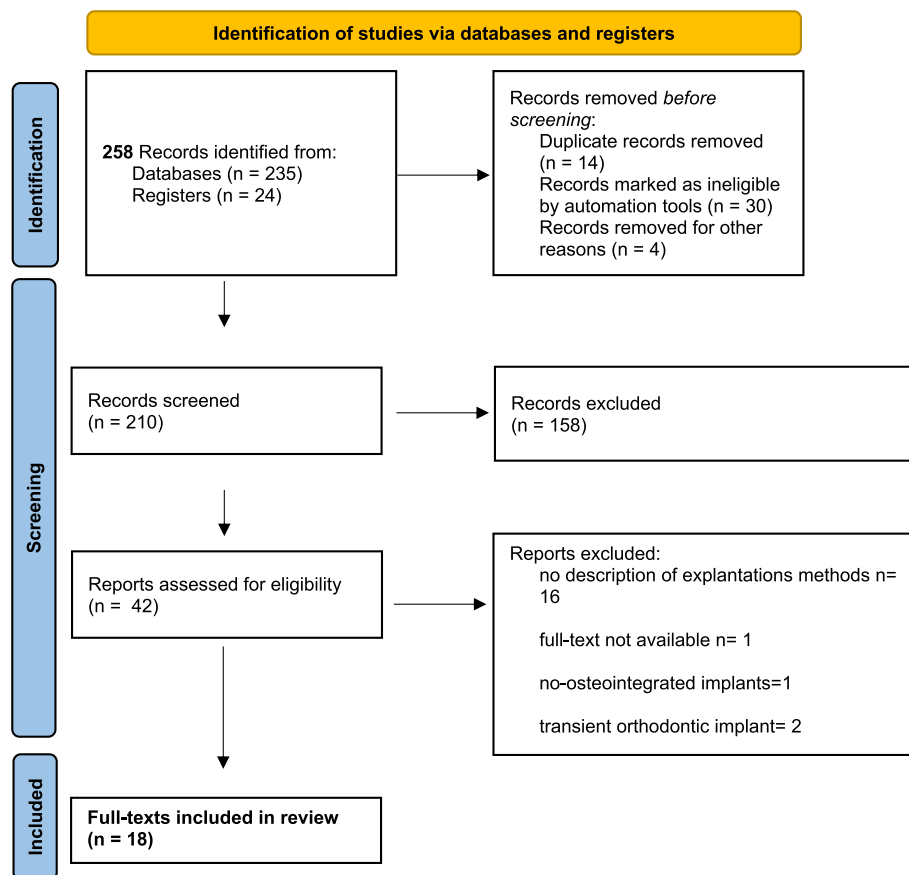 Identification of studies via databases and registers
Identification
258 Records identified from:
Databases (n = 235)
Registers (n = 24)
Records removed before
screening:
Duplicate records removed
(n = 14)
Records marked as ineligible
by automation tools (n = 30)
Records removed for other
reasons (n = 4)
Screening
Records screened
(n = 210)
Records excluded
(n = 158)
Reports assessed for eligibility
(n = 42)
Reports excluded:
no description of explantations methods n=
16
full-text not available n= 1
no-osteointegrated implants=1
transient orthodontic implant= 2
Included
Full-texts included in review
(n = 18)